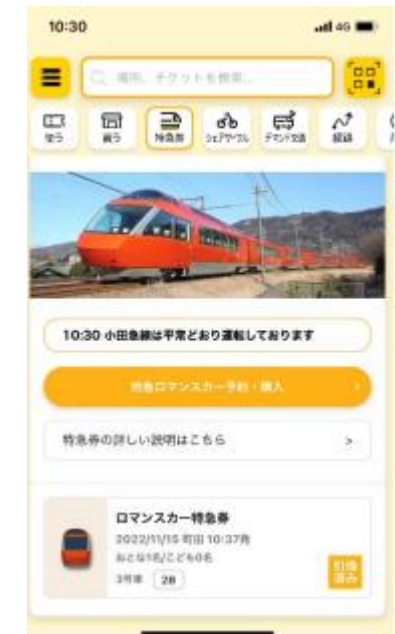 10:30
4G
場所、チケットを検索...
使う
買う
特急券
シェアサイクル
デマンド交通
経路
10:30 小田急線は平常どおり運転しております
特急ロマンスカー予約・購入
特急券の詳しい説明はこちら
ロマンスカー特急券
2022/11/15 町田 10:37発
おとな1名/こども0名
3号車 2B
引換
済み